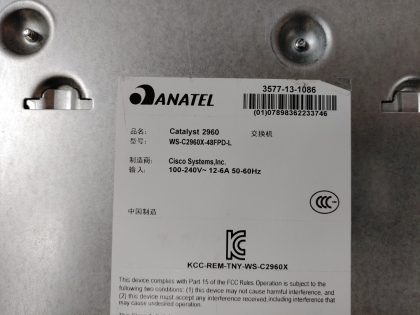 ANATEL
3577-13-1086
(01)07898362233746
品名: Catalyst 2960 交换机
型号: WS-C2960X-48FPD-L
制造商: Cisco Systems,Inc.
输入: 100-240V~ 12-6A 50-60Hz
中国制造
CCC
KCC-REM-TNY-WS-C2960X
This device complies with Part 15 of the FCC Rules Operation is subject to the
following two conditions: (1) this device may not cause harmful interference, and
(2) this device must accept any interference received,including interference that
may cause undesired operation.